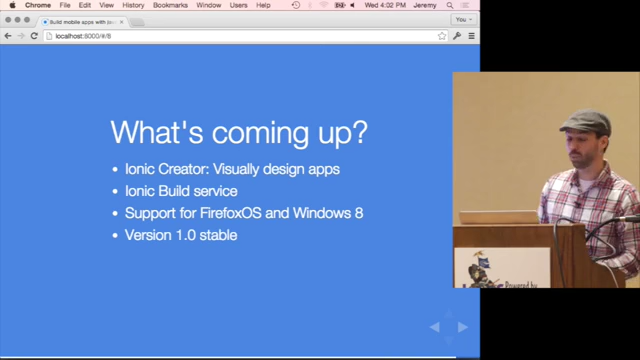 Chrome File Edit View History Bookmarks Window Users Wed 4:02 PM Jeremy
Build mobile apps with
You
localhost:8000/#/8
What's coming up?
• Ionic Creator: Visually design apps
• Ionic Build service
• Support for FirefoxOS and Windows 8
• Version 1.0 stable
Powered by